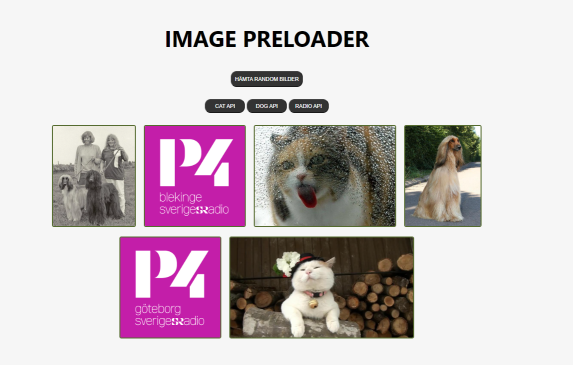 IMAGE PRELOADER
HÄMTA RANDOM BILDER
CAT API
DOG API
RADIO API
P4
blekinge
sverigesradio
P4
göteborg
sverigesradio